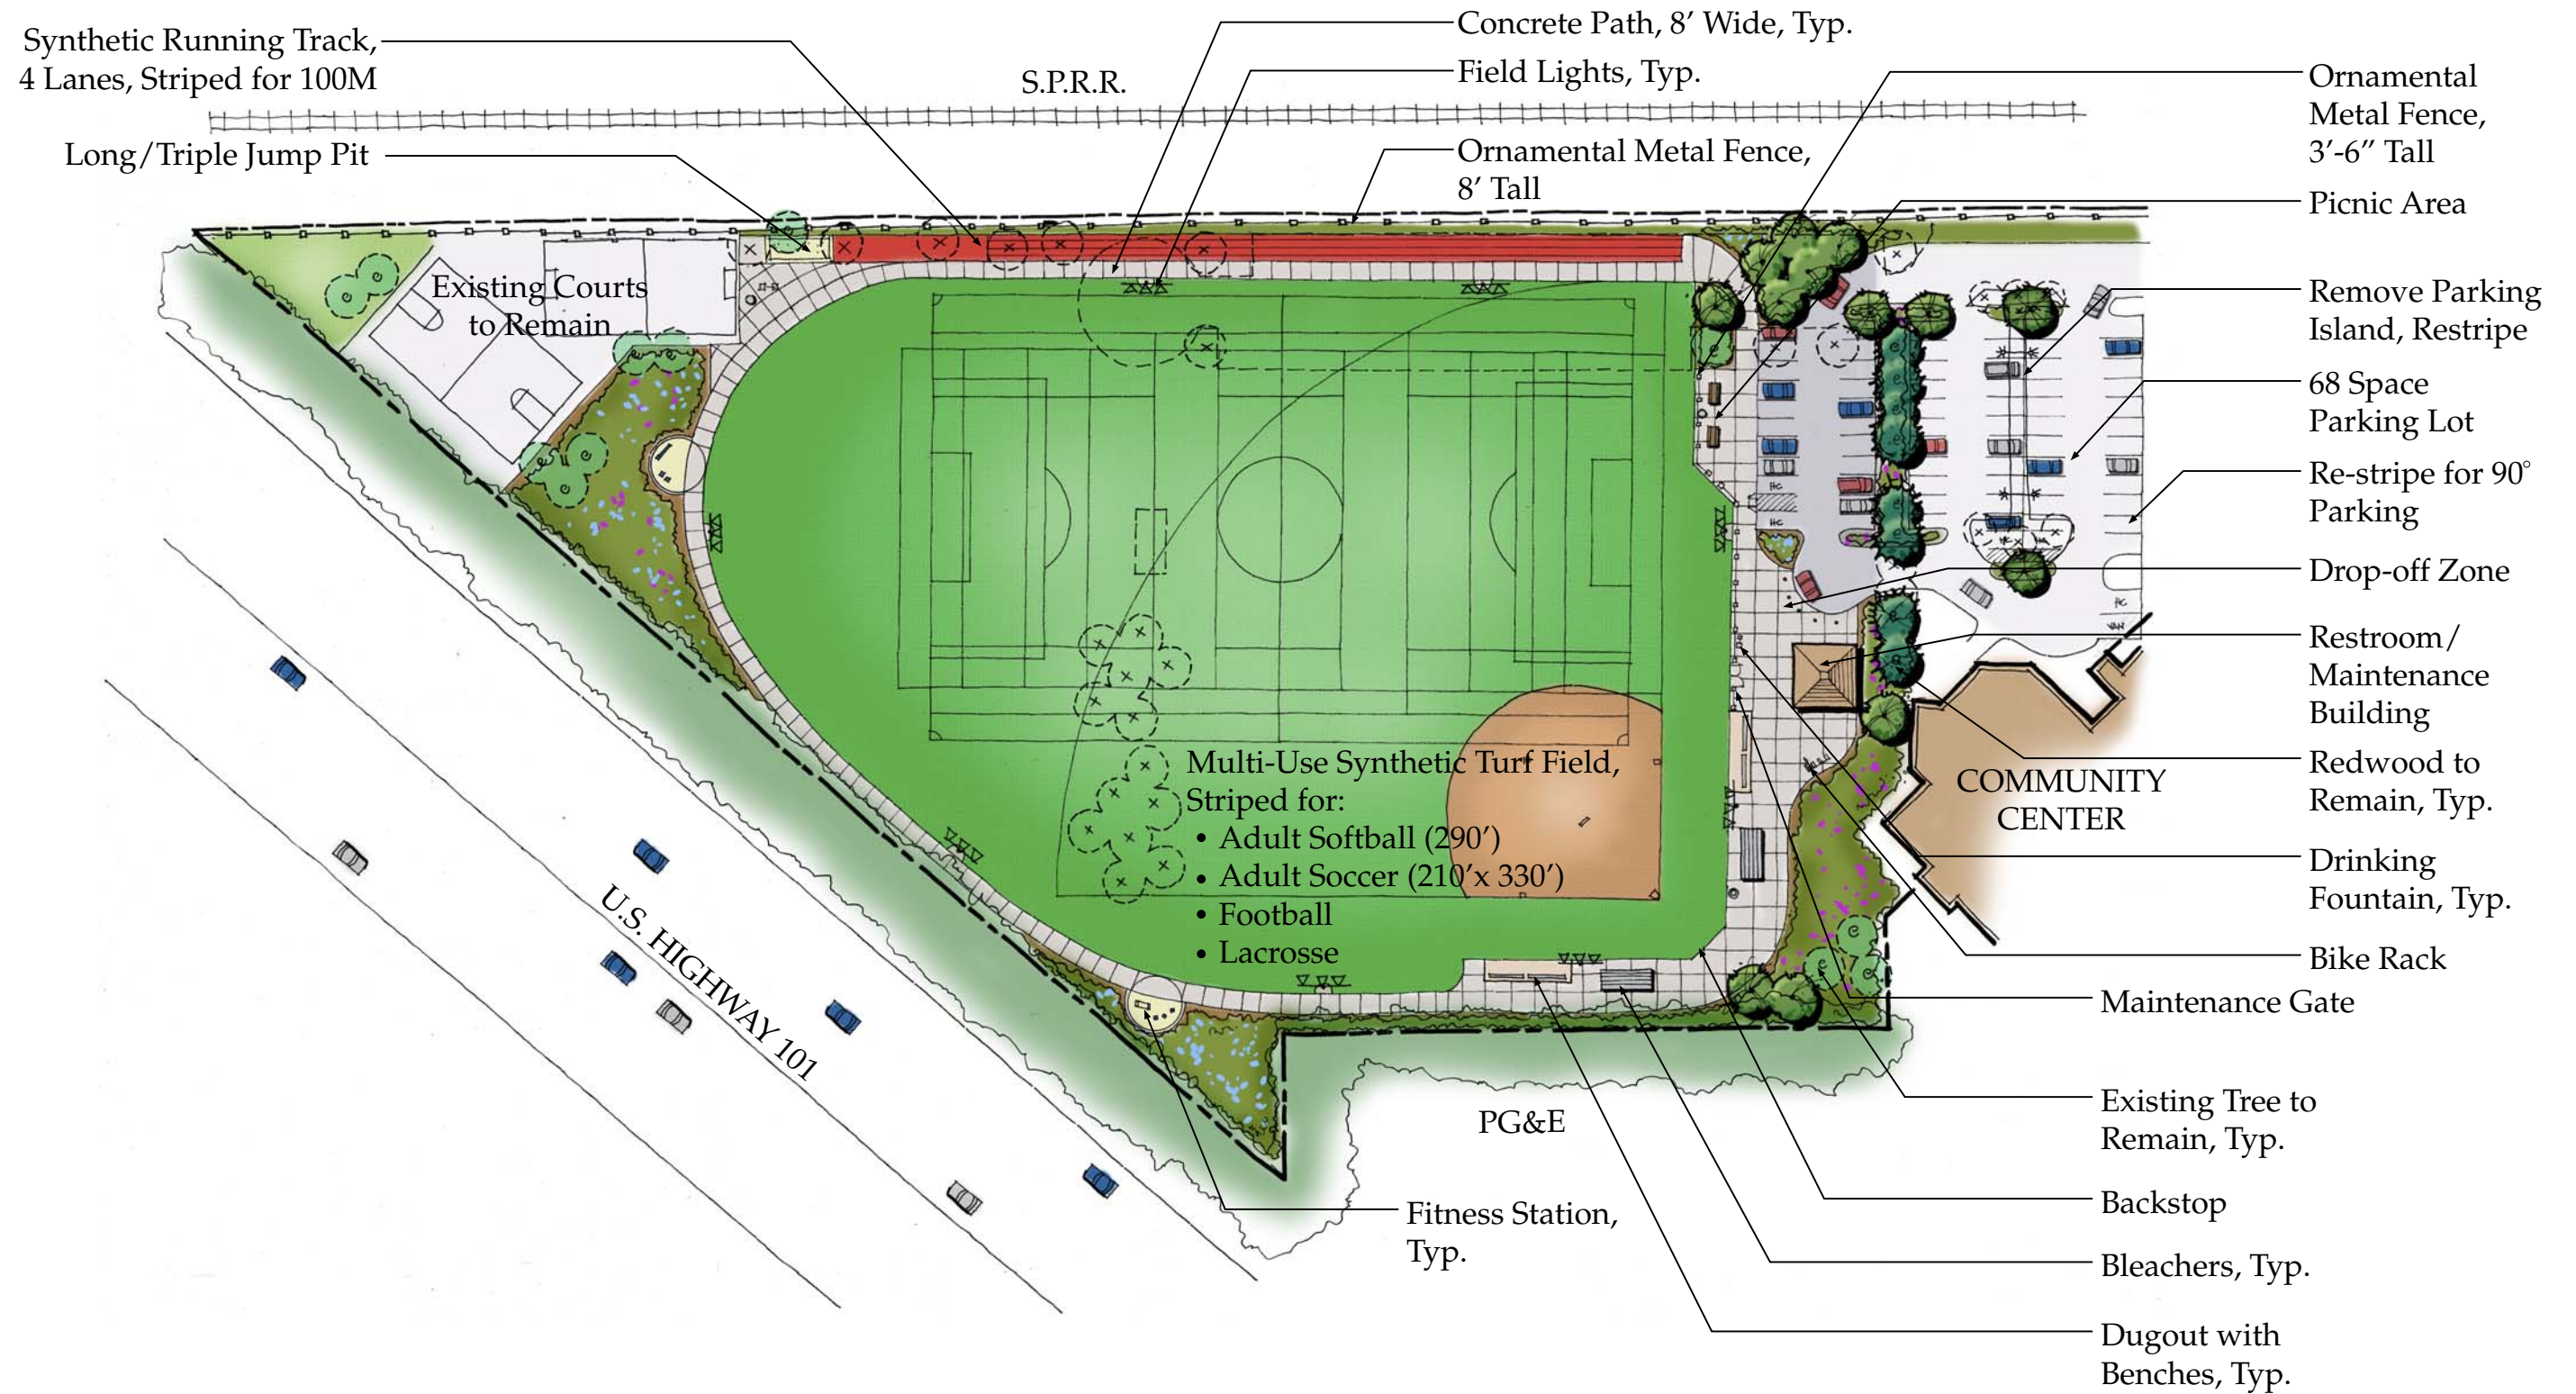 Synthetic Running Track,
4 Lanes, Striped for 100M
Long/Triple Jump Pit
S.P.R.R.
Concrete Path, 8’ Wide, Typ.
Field Lights, Typ.
Ornamental Metal Fence,
8’ Tall
Ornamental
Metal Fence,
3’-6” Tall
Picnic Area
Remove Parking
Island, Restripe
68 Space
Parking Lot
Re-stripe for 90°
Parking
Drop-off Zone
Restroom/
Maintenance
Building
Redwood to
Remain, Typ.
Drinking
Fountain, Typ.
Bike Rack
Maintenance Gate
Existing Tree to
Remain, Typ.
Backstop
Bleachers, Typ.
Dugout with
Benches, Typ.
Fitness Station,
Typ.
Existing Courts
to Remain
Multi-Use Synthetic Turf Field,
Striped for:
• Adult Softball (290’)
• Adult Soccer (210’x 330’)
• Football
• Lacrosse
COMMUNITY
CENTER
U.S. HIGHWAY 101
PG&E
HC
HC
HC
VAN